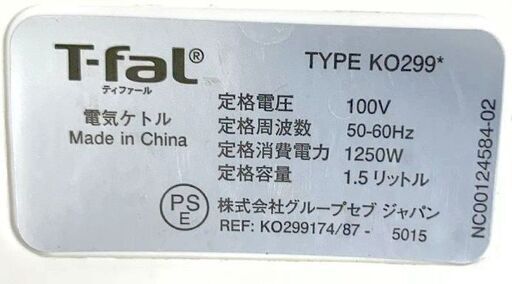 T-fal®
ティファール
電気ケトル
Made in China
TYPE KO299*
定格電圧 100V
定格周波数 50-60Hz
定格消費電力 1250W
定格容量 1.5リットル
PS
E
株式会社グループセブ ジャパン
REF: KO299174/87 - 5015
NC00124584-02